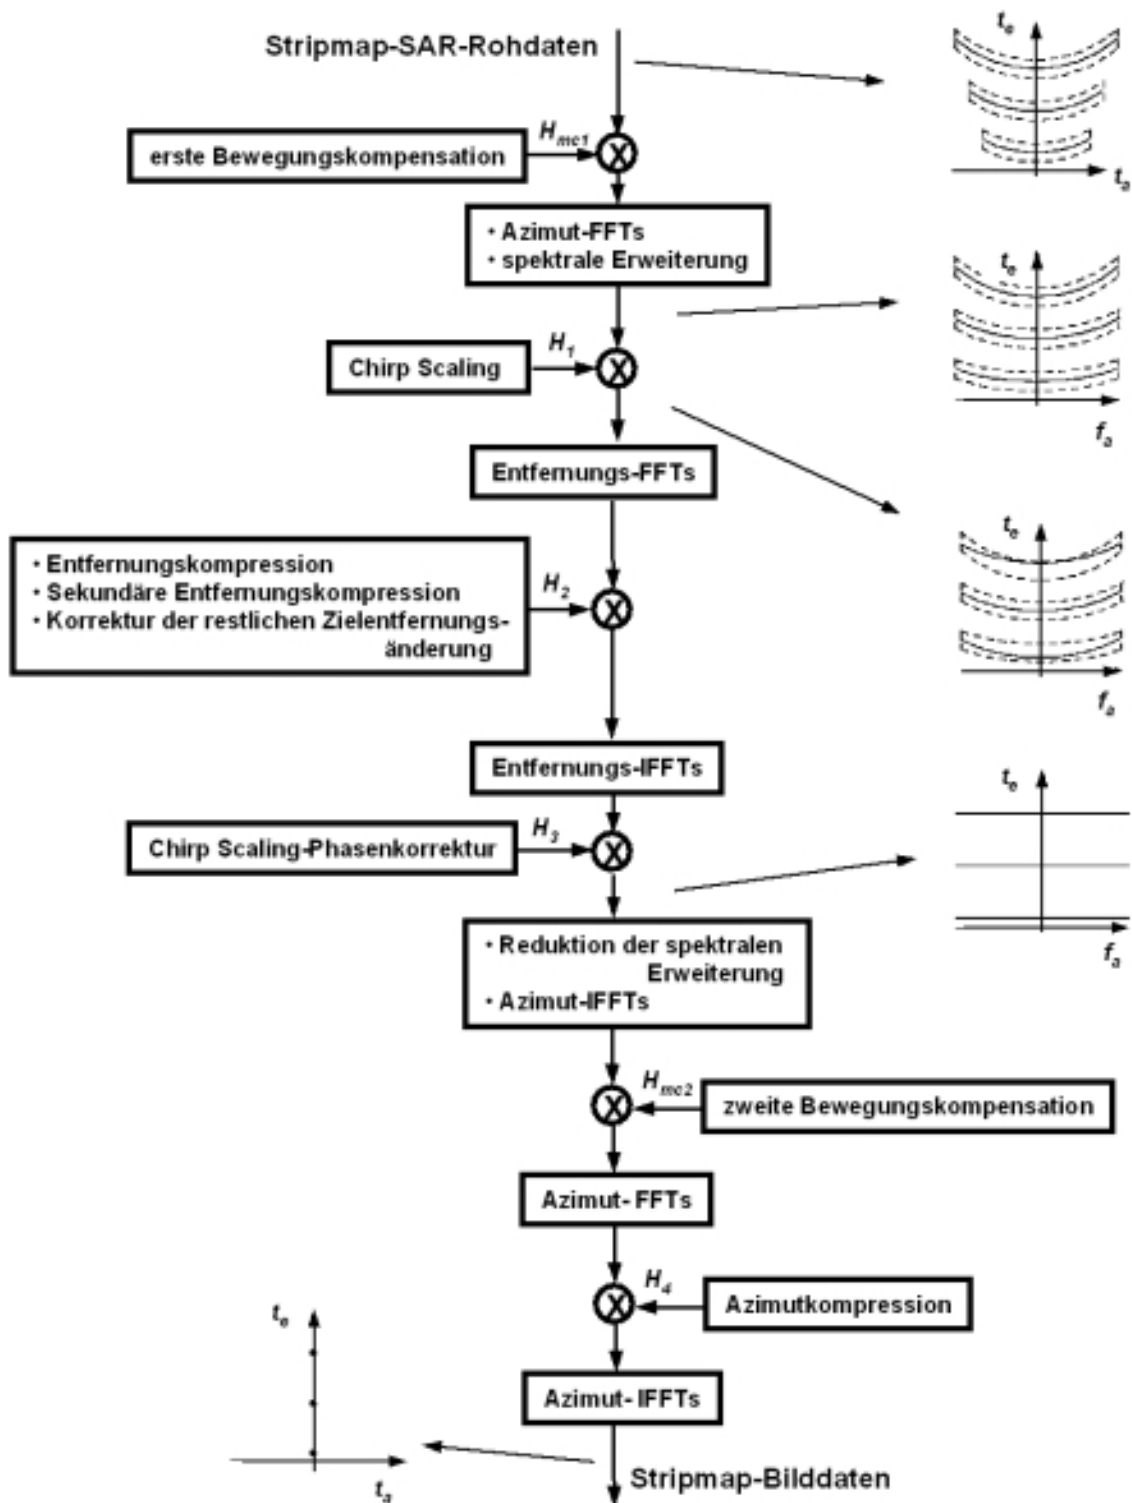 Stripmap-SAR-Rohdaten
t_e
t_a
H_mc1
erste Bewegungskompensation
X
• Azimut-FFTs
• spektrale Erweiterung
t_e
f_a
H_1
Chirp Scaling
X
Entfernungs-FFTs
t_e
f_a
• Entfernungskompression
• Sekundäre Entfernungskompression
• Korrektur der restlichen Zielentfernungs-
änderung
H_2
X
Entfernungs-IFFTs
t_e
f_a
Chirp Scaling-Phasenkorrektur
H_3
X
• Reduktion der spektralen
Erweiterung
• Azimut-IFFTs
H_mc2
X
zweite Bewegungskompensation
Azimut- FFTs
H_4
X
Azimutkompression
Azimut- IFFTs
t_e
t_a
Stripmap-Bilddaten